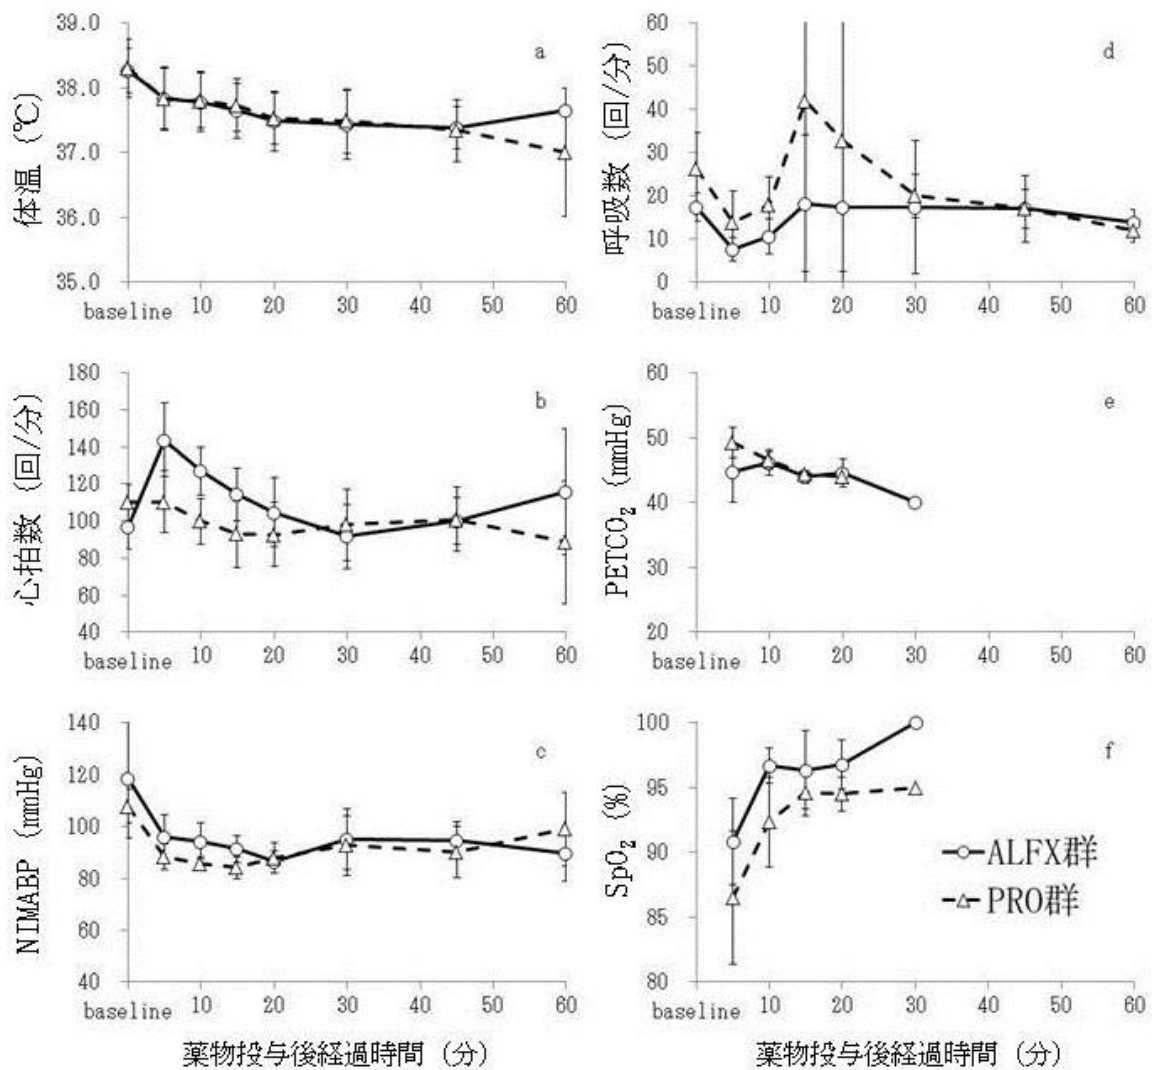 a
体温 (℃)
39.0
38.0
37.0
36.0
35.0
baseline 10 20 30 40 50 60
d
呼吸数 (回/分)
60
50
40
30
20
10
0
baseline 10 20 30 40 50 60
b
心拍数 (回/分)
180
160
140
120
100
80
60
40
baseline 10 20 30 40 50 60
e
PETCO₂ (mmHg)
60
50
40
30
20
baseline 10 20 30 40 50 60
c
NIMABP (mmHg)
140
120
100
80
60
40
baseline 10 20 30 40 50 60
薬物投与後経過時間 (分)
f
SpO₂ (%)
100
95
90
85
80
ALFX群
PRO群
baseline 10 20 30 40 50 60
薬物投与後経過時間 (分)